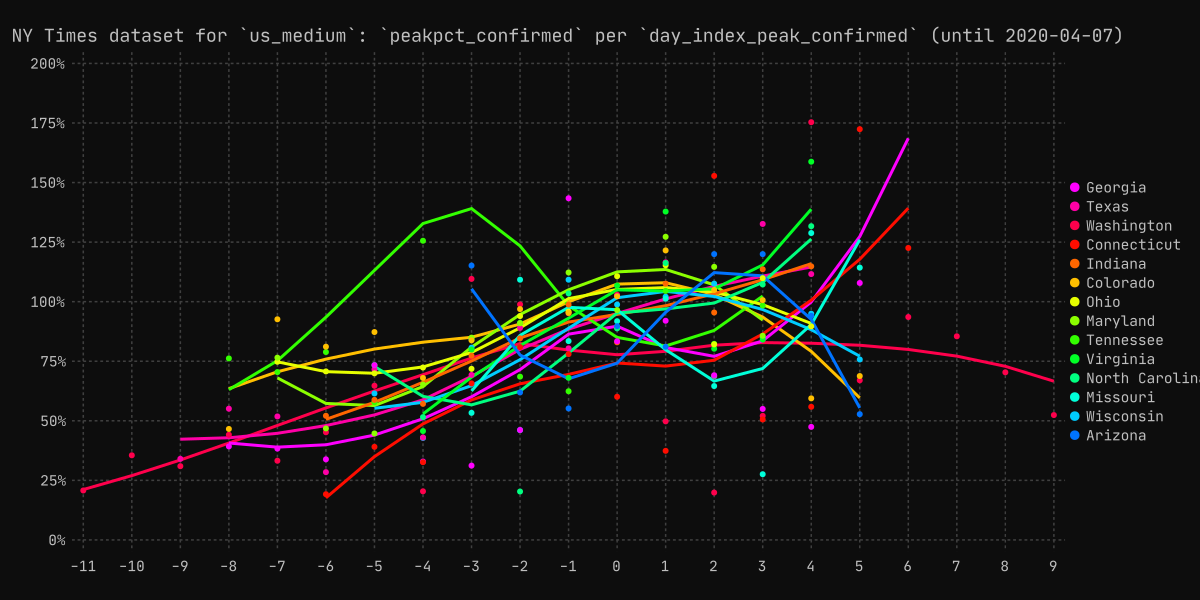 NY Times dataset for `us_medium`: `peakpct_confirmed` per `day_index_peak_confirmed` (until 2020-04-07)
200%
175%
150%
125%
100%
75%
50%
25%
0%
-11 -10 -9 -8 -7 -6 -5 -4 -3 -2 -1 0 1 2 3 4 5 6 7 8 9
Georgia
Texas
Washington
Connecticut
Indiana
Colorado
Ohio
Maryland
Tennessee
Virginia
North Carolin
Missouri
Wisconsin
Arizona